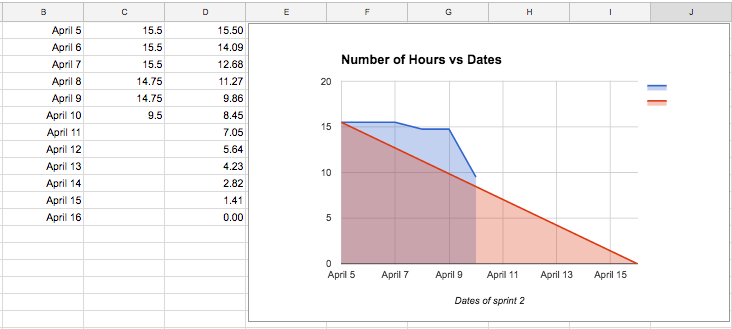 B C D E F G H I J
April 5 15.5 15.50
April 6 15.5 14.09
April 7 15.5 12.68
April 8 14.75 11.27
April 9 14.75 9.86
April 10 9.5 8.45
April 11 7.05
April 12 5.64
April 13 4.23
April 14 2.82
April 15 1.41
April 16 0.00
Number of Hours vs Dates
20
15
10
5
0
April 5 April 7 April 9 April 11 April 13 April 15
Dates of sprint 2